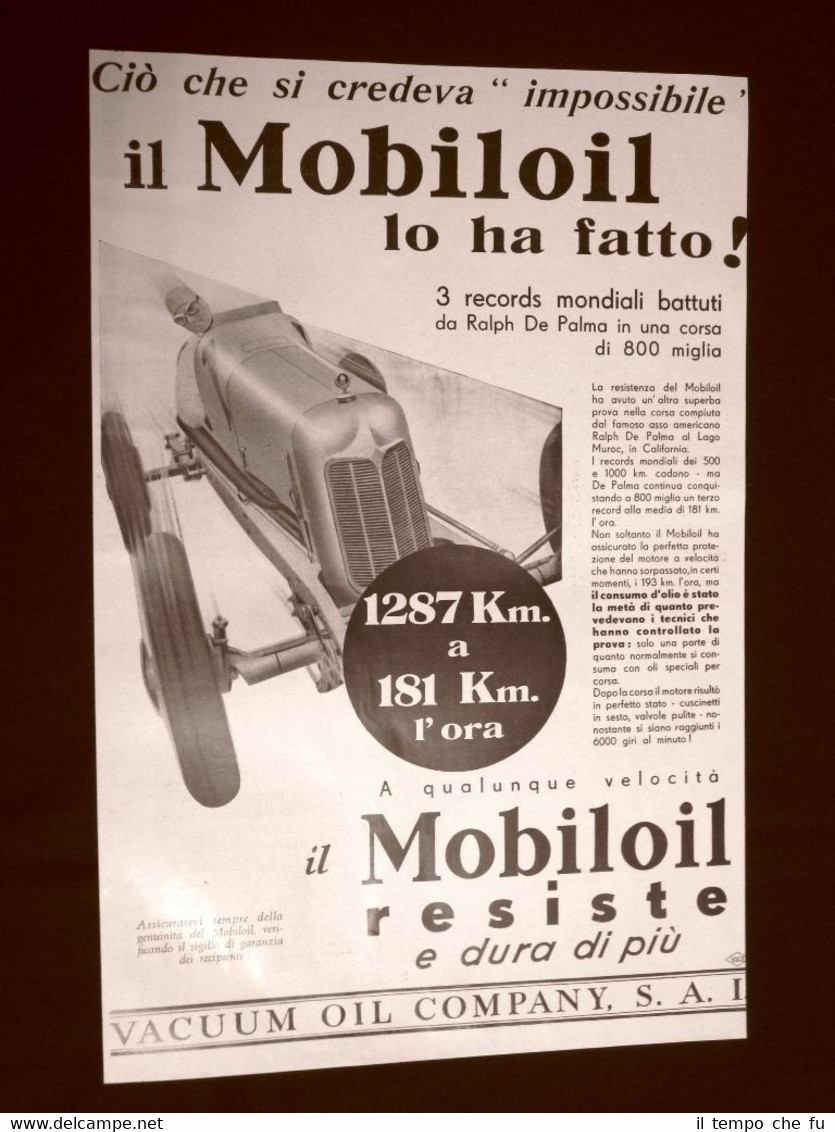 Ciò che si credeva " impossibile '
il Mobiloil
lo ha fatto!
3 records mondiali battuti
da Ralph De Palma in una corsa
di 800 miglia
La resistenza del Mobiloil
ha avuto un'altra superba
prova nella corsa compiuta
dal famoso asso americano
Ralph De Palma al Lago
Muroc, in California.
I records mondiali dei 500
e 1000 km. cadono - ma
De Palma continua conqui-
stando a 800 miglia un terzo
record alla media di 181 km.
l'ora.
Non soltanto il Mobiloil ha
assicurato la perfetta prote-
zione del motore a velocità
che hanno sorpassato, in certi
momenti, i 193 km. l'ora, ma
il consumo d'olio è stato
la metà di quanto pre-
vedevano i tecnici che
hanno controllato la
prova: solo una parte di
quanto normalmente si con-
suma con oli speciali per
corsa.
Dopo la corsa il motore risultò
in perfetto stato - cuscinetti
in sesto, valvole pulite - no-
nostante si siano raggiunti i
6000 giri al minuto!
1287 Km.
a
181 Km.
l'ora
A qualunque velocità
il Mobiloil
resiste
e dura di più
Assicuratevi sempre della
genuinità del Mobiloil, veri-
ficando il sigillo di garanzia
dei recipienti
VACUUM OIL COMPANY, S. A. I.
delcampe.net
il tempo che fu